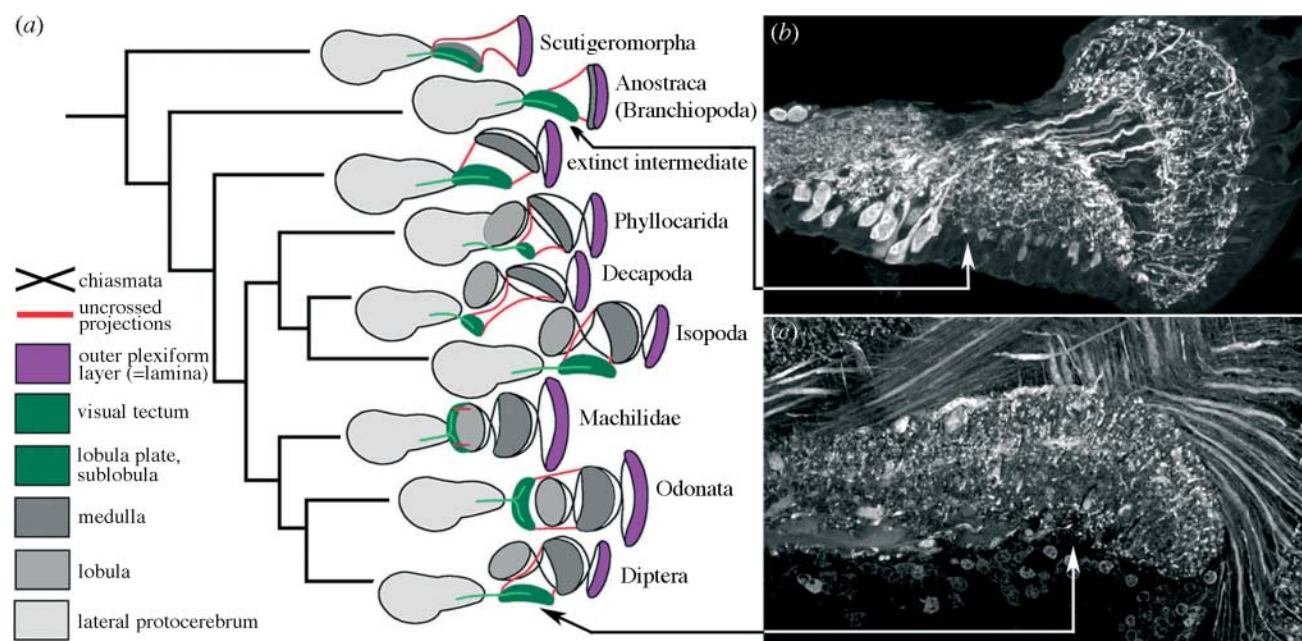 (a)
Scutigeromorpha
Anostraca
(Branchiopoda)
extinct intermediate
Phyllocarida
Decapoda
Isopoda
Machilidae
Odonata
Diptera
chiasmata
uncrossed
projections
outer plexiform
layer (=lamina)
visual tectum
lobula plate,
sublobula
medulla
lobula
lateral protocerebrum
(b)
(c)